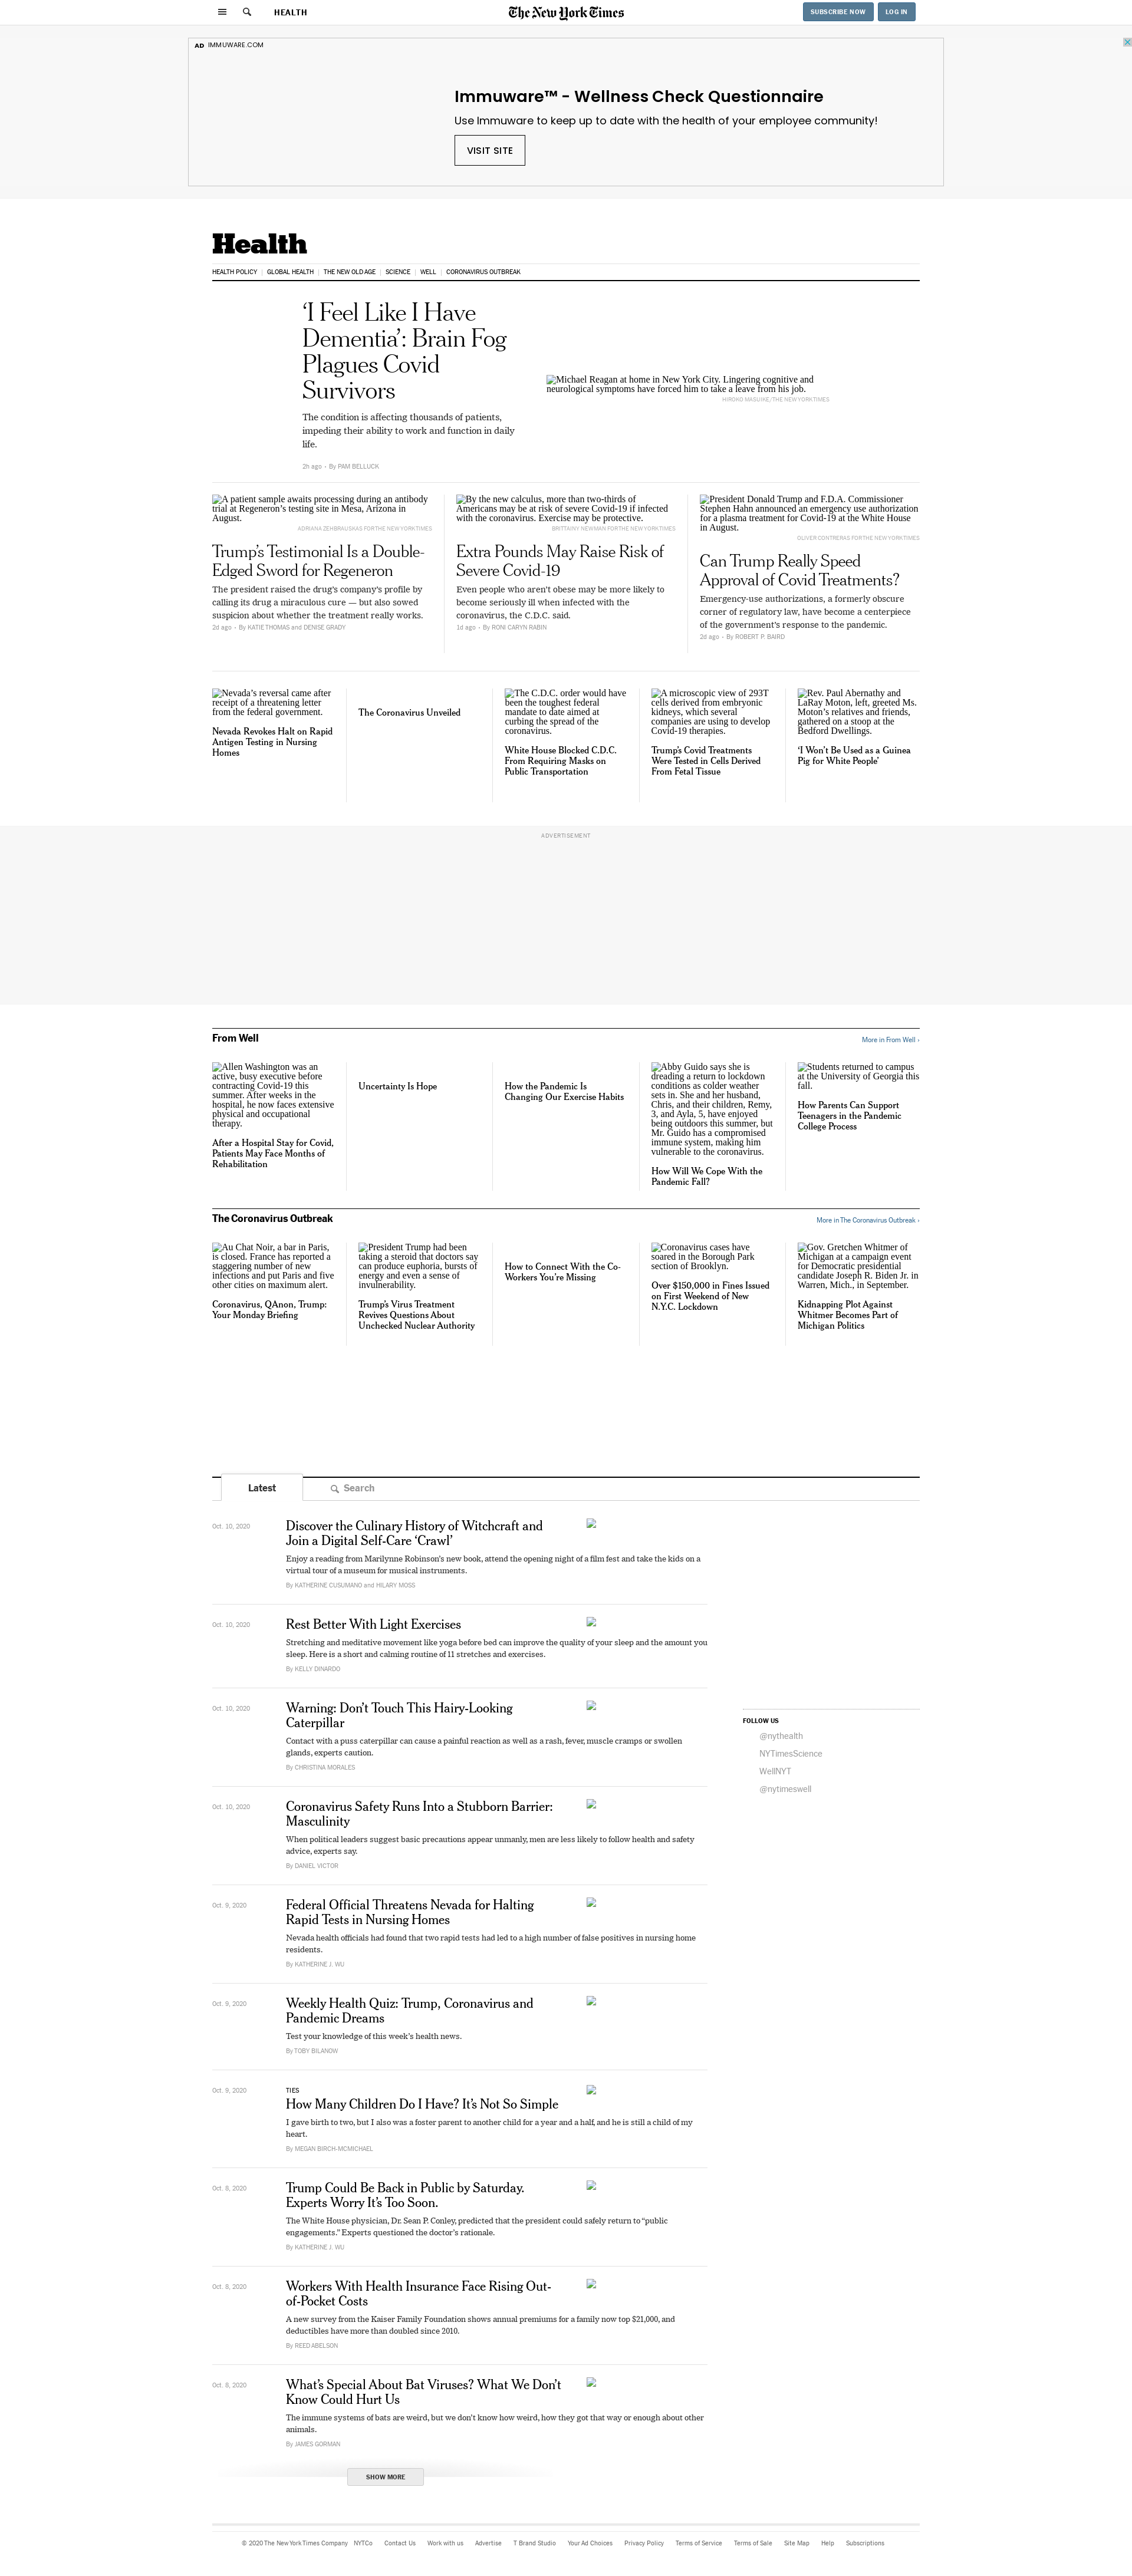 HEALTH
The New York Times
SUBSCRIBE NOW
LOG IN
AD IMMUWARE.COM
Immuware™ - Wellness Check Questionnaire
Use Immuware to keep up to date with the health of your employee community!
VISIT SITE
Health
HEALTH POLICY
GLOBAL HEALTH
THE NEW OLD AGE
SCIENCE
WELL
CORONAVIRUS OUTBREAK
‘I Feel Like I Have
Dementia’: Brain Fog
Plagues Covid
Survivors
The condition is affecting thousands of patients,
impeding their ability to work and function in daily
life.
2h ago • By PAM BELLUCK
Michael Reagan at home in New York City. Lingering cognitive and
neurological symptoms have forced him to take a leave from his job.
HIROKO MASUIKE/THE NEW YORK TIMES
A patient sample awaits processing during an antibody
trial at Regeneron’s testing site in Mesa, Arizona in
August.
ADRIANA ZEHBRAUSKAS FOR THE NEW YORK TIMES
Trump’s Testimonial Is a Double-
Edged Sword for Regeneron
The president raised the drug’s company’s profile by
calling its drug a miraculous cure — but also sowed
suspicion about whether the treatment really works.
2d ago • By KATIE THOMAS and DENISE GRADY
By the new calculus, more than two-thirds of
Americans may be at risk of severe Covid-19 if infected
with the coronavirus. Exercise may be protective.
BRITTAINY NEWMAN FOR THE NEW YORK TIMES
Extra Pounds May Raise Risk of
Severe Covid-19
Even people who aren’t obese may be more likely to
become seriously ill when infected with the
coronavirus, the C.D.C. said.
1d ago • By RONI CARYN RABIN
President Donald Trump and F.D.A. Commissioner
Stephen Hahn announced an emergency use authorization
for a plasma treatment for Covid-19 at the White House
in August.
OLIVER CONTRERAS FOR THE NEW YORK TIMES
Can Trump Really Speed
Approval of Covid Treatments?
Emergency-use authorizations, a formerly obscure
corner of regulatory law, have become a centerpiece
of the government’s response to the pandemic.
2d ago • By ROBERT P. BAIRD
Nevada’s reversal came after
receipt of a threatening letter
from the federal government.
Nevada Revokes Halt on Rapid
Antigen Testing in Nursing
Homes
The Coronavirus Unveiled
The C.D.C. order would have
been the toughest federal
mandate to date aimed at
curbing the spread of the
coronavirus.
White House Blocked C.D.C.
From Requiring Masks on
Public Transportation
A microscopic view of 293T
cells derived from embryonic
kidneys, which several
companies are using to develop
Covid-19 therapies.
Trump’s Covid Treatments
Were Tested in Cells Derived
From Fetal Tissue
Rev. Paul Abernathy and
LaRay Moton, left, greeted Ms.
Moton’s relatives and friends,
gathered on a stoop at the
Bedford Dwellings.
‘I Won’t Be Used as a Guinea
Pig for White People’
ADVERTISEMENT
From Well
More in From Well ›
Allen Washington was an
active, busy executive before
contracting Covid-19 this
summer. After weeks in the
hospital, he now faces extensive
physical and occupational
therapy.
After a Hospital Stay for Covid,
Patients May Face Months of
Rehabilitation
Uncertainty Is Hope
How the Pandemic Is
Changing Our Exercise Habits
Abby Guido says she is
dreading a return to lockdown
conditions as colder weather
sets in. She and her husband,
Chris, and their children, Remy,
3, and Ayla, 5, have enjoyed
being outdoors this summer, but
Mr. Guido has a compromised
immune system, making him
vulnerable to the coronavirus.
How Will We Cope With the
Pandemic Fall?
Students returned to campus
at the University of Georgia this
fall.
How Parents Can Support
Teenagers in the Pandemic
College Process
The Coronavirus Outbreak
More in The Coronavirus Outbreak ›
Au Chat Noir, a bar in Paris,
is closed. France has reported a
staggering number of new
infections and put Paris and five
other cities on maximum alert.
Coronavirus, QAnon, Trump:
Your Monday Briefing
President Trump had been
taking a steroid that doctors say
can produce euphoria, bursts of
energy and even a sense of
invulnerability.
Trump’s Virus Treatment
Revives Questions About
Unchecked Nuclear Authority
How to Connect With the Co-
Workers You’re Missing
Coronavirus cases have
soared in the Borough Park
section of Brooklyn.
Over $150,000 in Fines Issued
on First Weekend of New
N.Y.C. Lockdown
Gov. Gretchen Whitmer of
Michigan at a campaign event
for Democratic presidential
candidate Joseph R. Biden Jr. in
Warren, Mich., in September.
Kidnapping Plot Against
Whitmer Becomes Part of
Michigan Politics
Latest
Search
Oct. 10, 2020
Discover the Culinary History of Witchcraft and
Join a Digital Self-Care ‘Crawl’
Enjoy a reading from Marilynne Robinson’s new book, attend the opening night of a film fest and take the kids on a
virtual tour of a museum for musical instruments.
By KATHERINE CUSUMANO and HILARY MOSS
Oct. 10, 2020
Rest Better With Light Exercises
Stretching and meditative movement like yoga before bed can improve the quality of your sleep and the amount you
sleep. Here is a short and calming routine of 11 stretches and exercises.
By KELLY DINARDO
Oct. 10, 2020
Warning: Don’t Touch This Hairy-Looking
Caterpillar
Contact with a puss caterpillar can cause a painful reaction as well as a rash, fever, muscle cramps or swollen
glands, experts caution.
By CHRISTINA MORALES
FOLLOW US
@nythealth
NYTimesScience
WellNYT
@nytimeswell
Oct. 10, 2020
Coronavirus Safety Runs Into a Stubborn Barrier:
Masculinity
When political leaders suggest basic precautions appear unmanly, men are less likely to follow health and safety
advice, experts say.
By DANIEL VICTOR
Oct. 9, 2020
Federal Official Threatens Nevada for Halting
Rapid Tests in Nursing Homes
Nevada health officials had found that two rapid tests had led to a high number of false positives in nursing home
residents.
By KATHERINE J. WU
Oct. 9, 2020
Weekly Health Quiz: Trump, Coronavirus and
Pandemic Dreams
Test your knowledge of this week’s health news.
By TOBY BILANOW
Oct. 9, 2020
TIES
How Many Children Do I Have? It’s Not So Simple
I gave birth to two, but I also was a foster parent to another child for a year and a half, and he is still a child of my
heart.
By MEGAN BIRCH-MCMICHAEL
Oct. 8, 2020
Trump Could Be Back in Public by Saturday.
Experts Worry It’s Too Soon.
The White House physician, Dr. Sean P. Conley, predicted that the president could safely return to “public
engagements.” Experts questioned the doctor’s rationale.
By KATHERINE J. WU
Oct. 8, 2020
Workers With Health Insurance Face Rising Out-
of-Pocket Costs
A new survey from the Kaiser Family Foundation shows annual premiums for a family now top $21,000, and
deductibles have more than doubled since 2010.
By REED ABELSON
Oct. 8, 2020
What’s Special About Bat Viruses? What We Don’t
Know Could Hurt Us
The immune systems of bats are weird, but we don’t know how weird, how they got that way or enough about other
animals.
By JAMES GORMAN
SHOW MORE
© 2020 The New York Times Company
NYTCo
Contact Us
Work with us
Advertise
T Brand Studio
Your Ad Choices
Privacy Policy
Terms of Service
Terms of Sale
Site Map
Help
Subscriptions